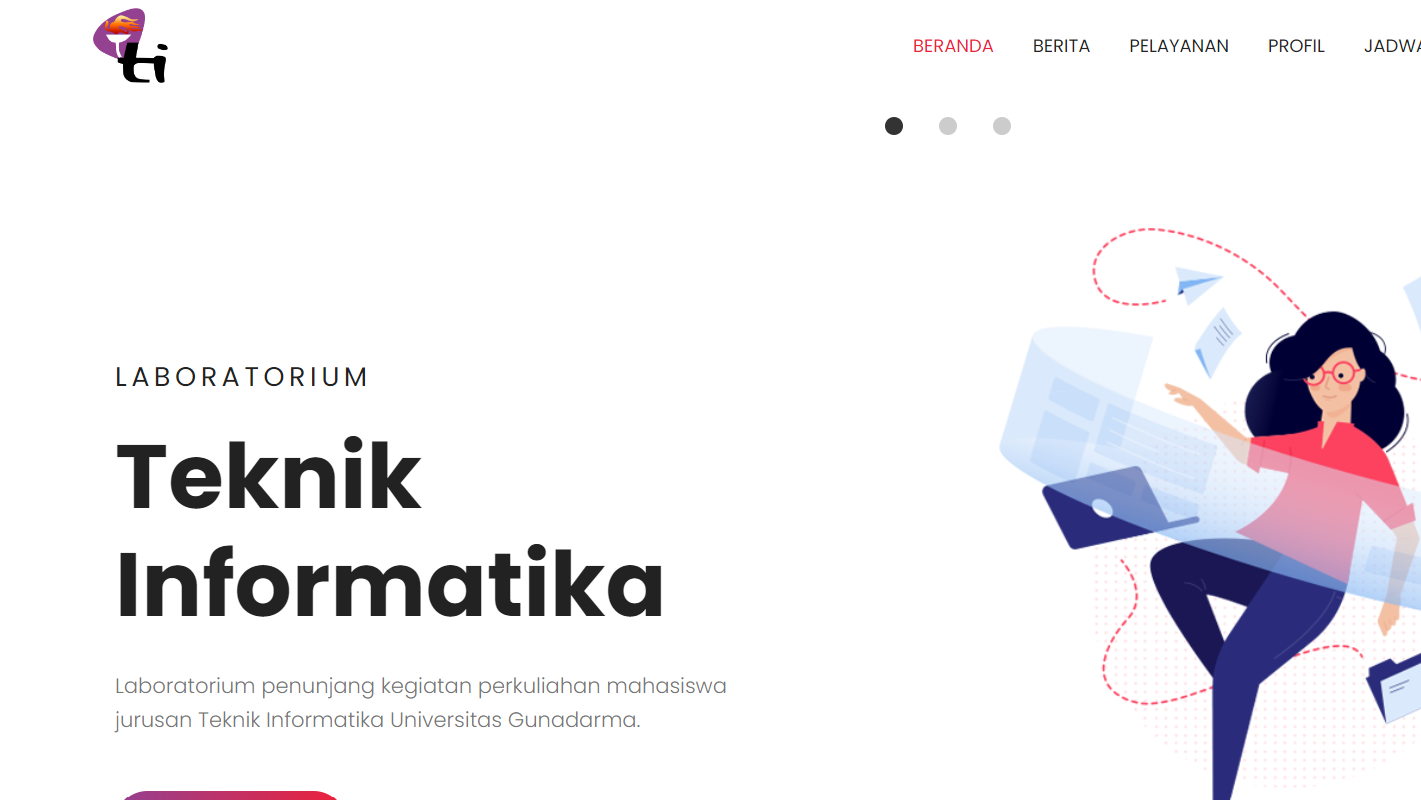 ti
BERANDA BERITA PELAYANAN PROFIL JADWA
LABORATORIUM
Teknik
Informatika
Laboratorium penunjang kegiatan perkuliahan mahasiswa
jurusan Teknik Informatika Universitas Gunadarma.